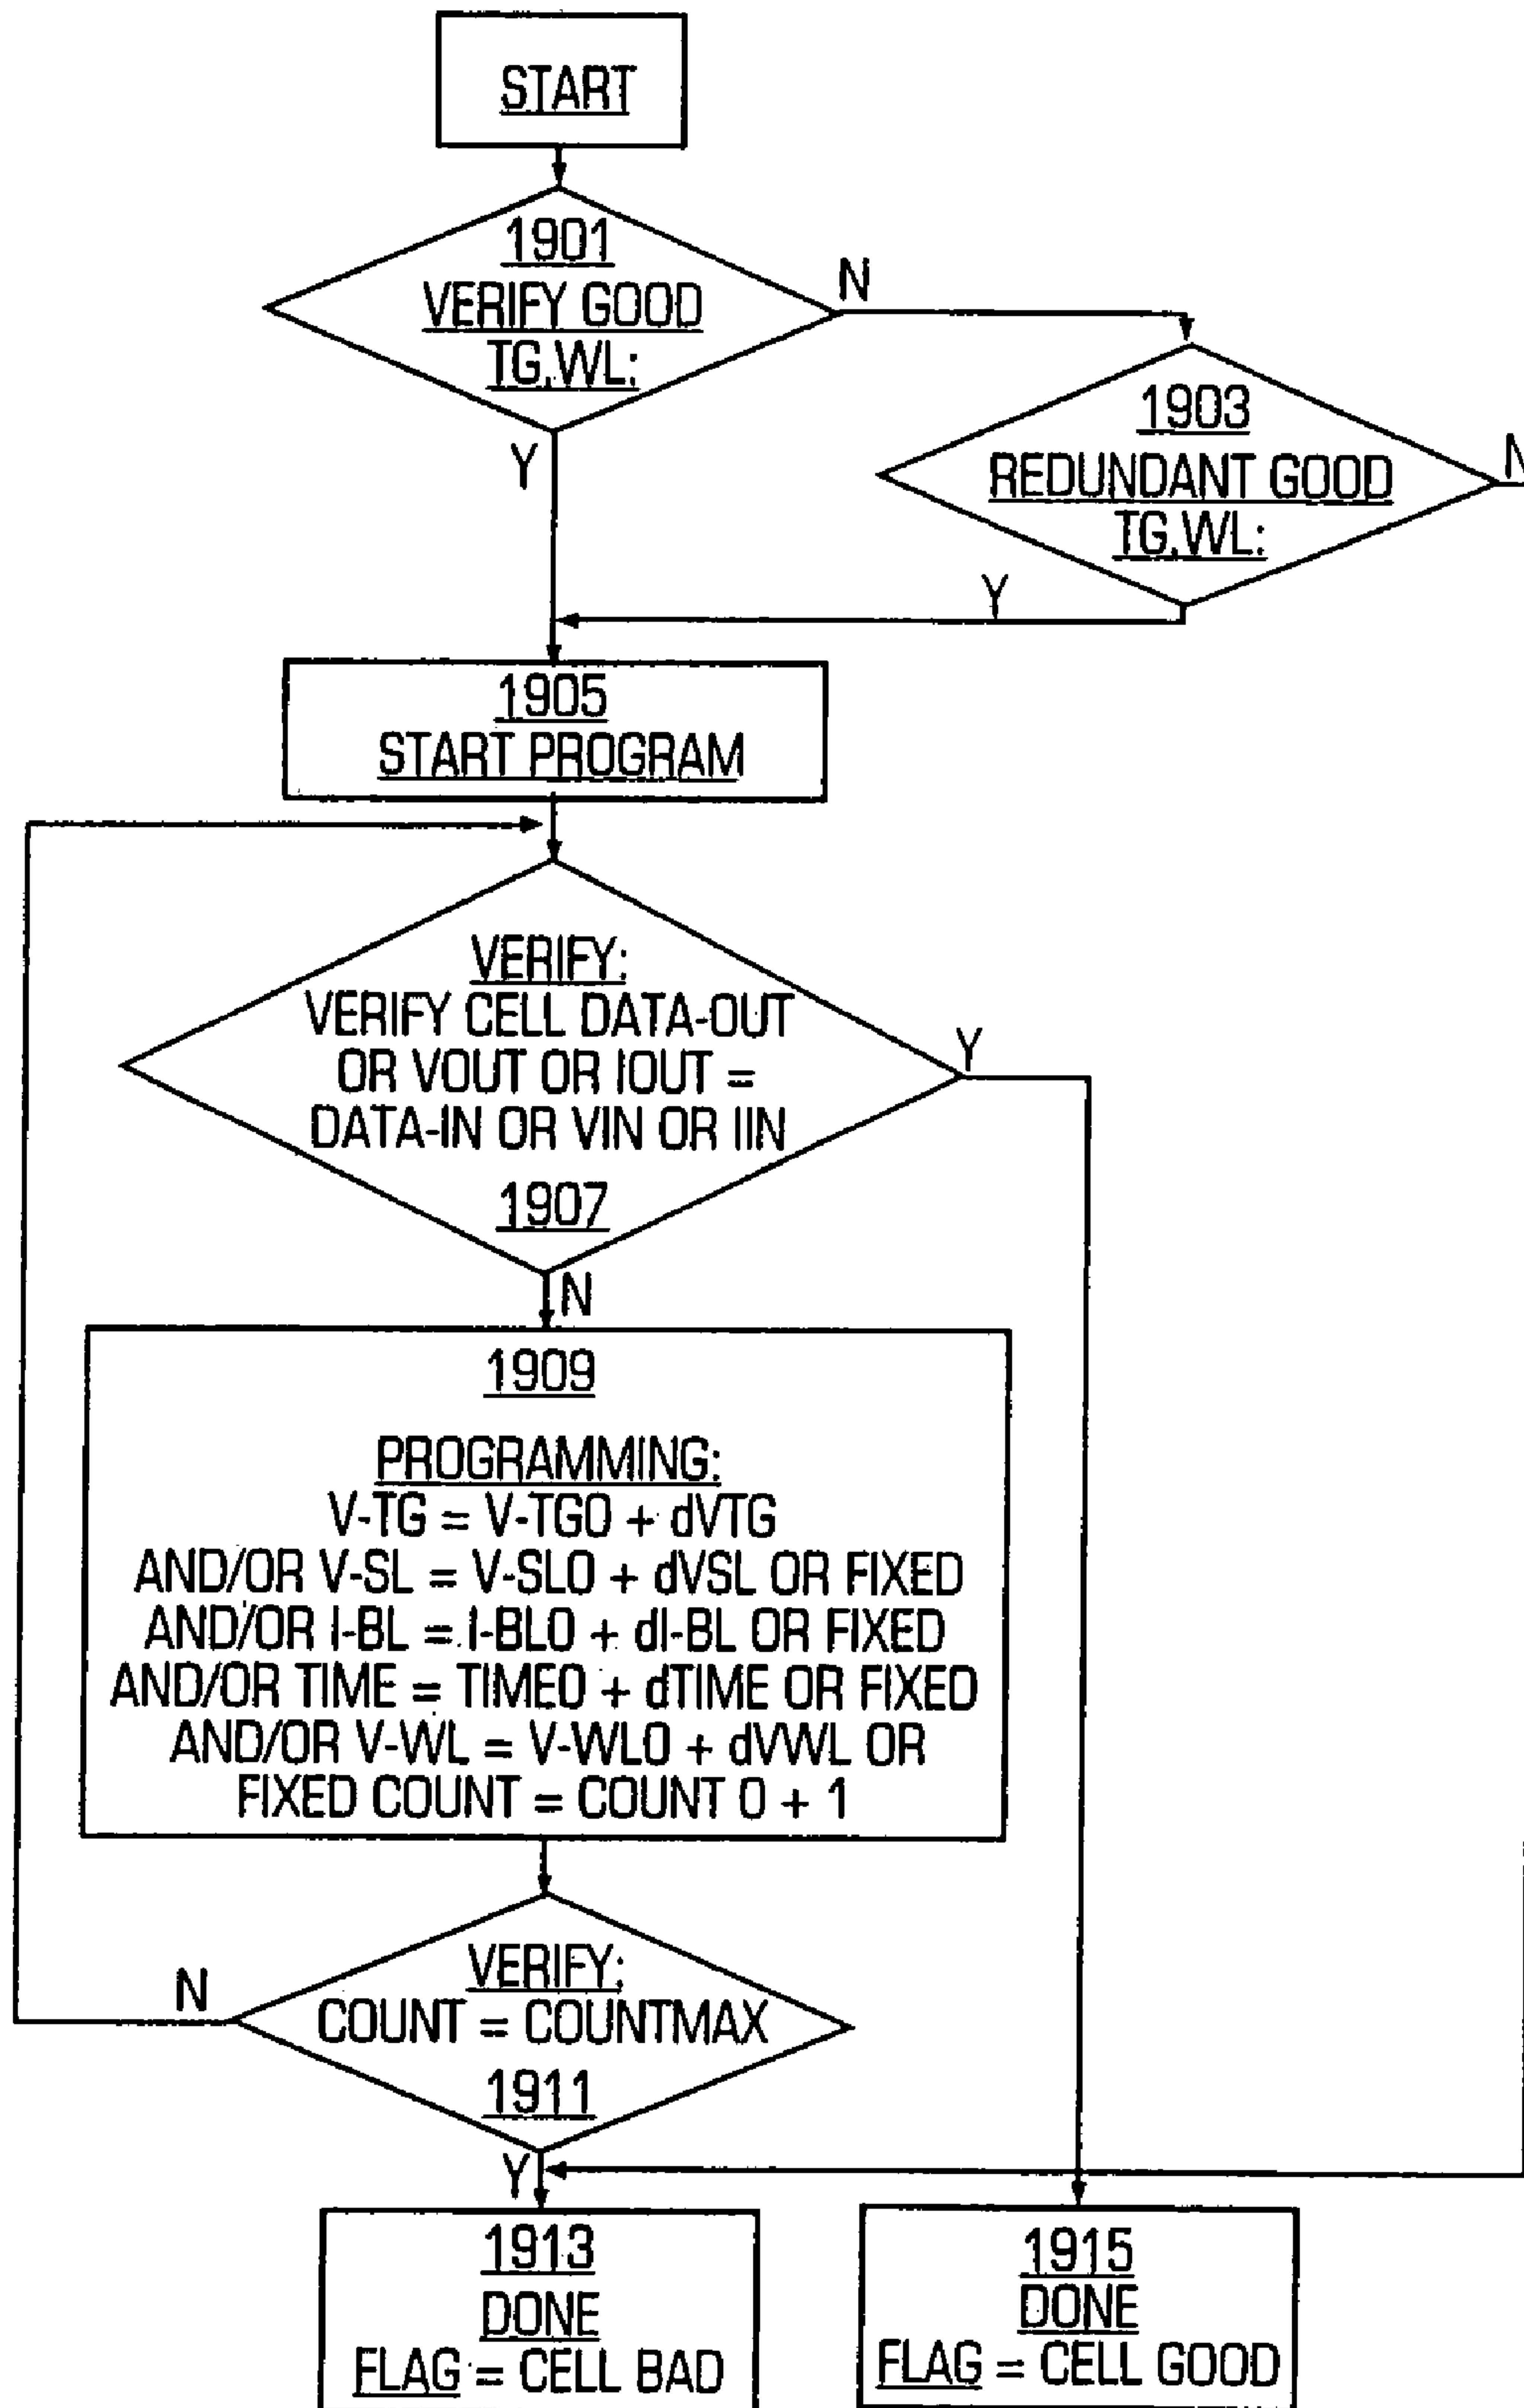 START
1901
VERIFY GOOD
TG,WL:
N
1903
REDUNDANT GOOD
TG,WL:
N
Y
Y
1905
START PROGRAM
VERIFY:
VERIFY CELL DATA-OUT
OR VOUT OR IOUT =
DATA-IN OR VIN OR IIN
1907
Y
N
1909
PROGRAMMING:
V-TG = V-TG0 + dVTG
AND/OR V-SL = V-SL0 + dVSL OR FIXED
AND/OR I-BL = I-BL0 + dI-BL OR FIXED
AND/OR TIME = TIME0 + dTIME OR FIXED
AND/OR V-WL = V-WL0 + dVWL OR
FIXED COUNT = COUNT 0 + 1
N
VERIFY:
COUNT = COUNTMAX
1911
Y
1913
DONE
FLAG = CELL BAD
1915
DONE
FLAG = CELL GOOD